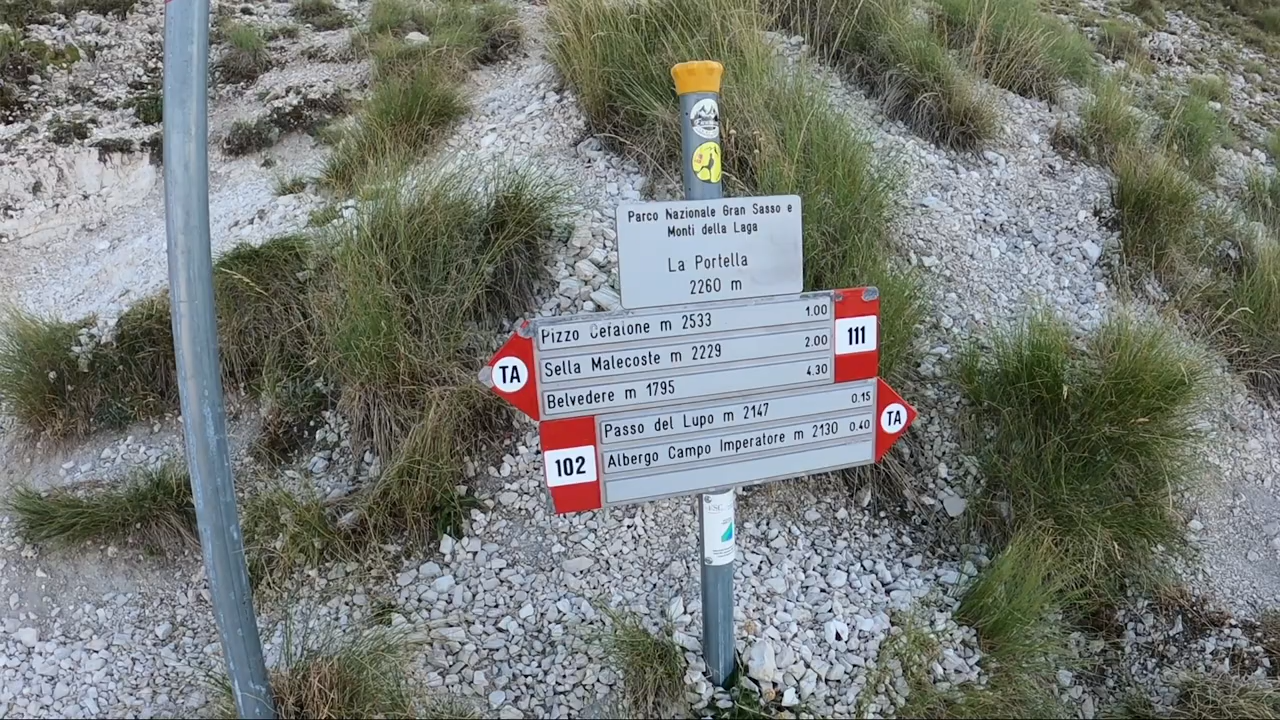 Parco Nazionale Gran Sasso e
Monti della Laga
La Portella
2260 m
Pizzo Cefalone m 2533 1.00
Sella Malecoste m 2229 2.00
Belvedere m 1795 4.30
TA
111
Passo del Lupo m 2147 0.15
Albergo Campo Imperatore m 2130 0.40
102
TA